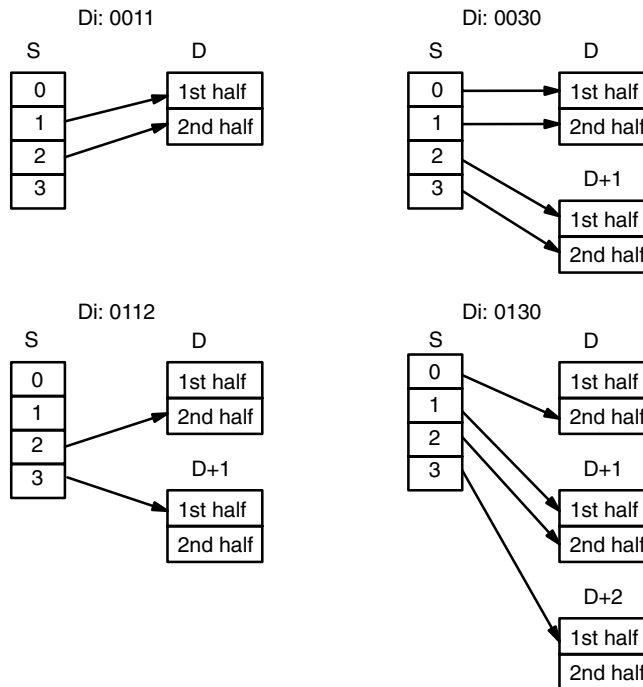 Di: 0011
S
D
0
1
2
3
1st half
2nd half
Di: 0030
S
D
0
1
2
3
1st half
2nd half
D+1
1st half
2nd half
Di: 0112
S
D
0
1
2
3
1st half
2nd half
D+1
1st half
2nd half
Di: 0130
S
D
0
1
2
3
1st half
2nd half
D+1
1st half
2nd half
D+2
1st half
2nd half